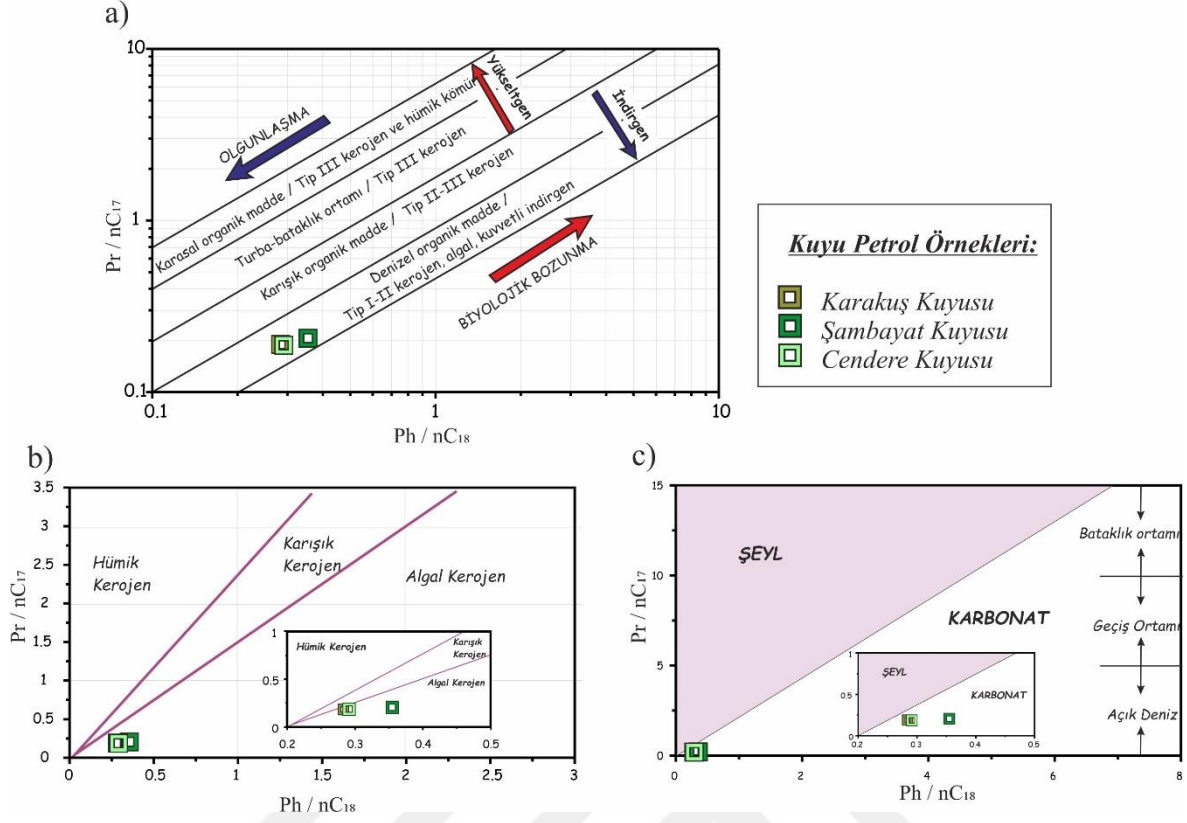 a)
10
1
0.1
Pr / nC₁₇
0.1
1
10
Ph / nC₁₈
OLGUNLAŞMA
Yükseltgen
İndirgen
Karasal organik madde / Tip III kerojen ve hümik kömür
Turba-bataklık ortamı / Tip III kerojen
Karışık organik madde / Tip II-III kerojen
Denizel organik madde /
Tip I-II kerojen, algal, kuvvetli indirgen
BİYOLOJİK BOZUNMA
Kuyu Petrol Örnekleri:
Karakuş Kuyusu
Şambayat Kuyusu
Cendere Kuyusu
b)
3.5
3
2.5
2
1.5
1
0.5
0
Pr / nC₁₇
Hümik
Kerojen
Karışık
Kerojen
Algal Kerojen
1
0.5
0
Hümik Kerojen
Karışık
Kerojen
Algal Kerojen
0.2
0.3
0.4
0.5
0
0.5
1
1.5
2
2.5
3
Ph / nC₁₈
c)
15
10
5
0
Pr / nC₁₇
ŞEYL
KARBONAT
Bataklık ortamı
Geçiş Ortamı
Açık Deniz
1
0.5
0
ŞEYL
KARBONAT
0.2
0.3
0.4
0.5
0
2
4
6
8
Ph / nC₁₈